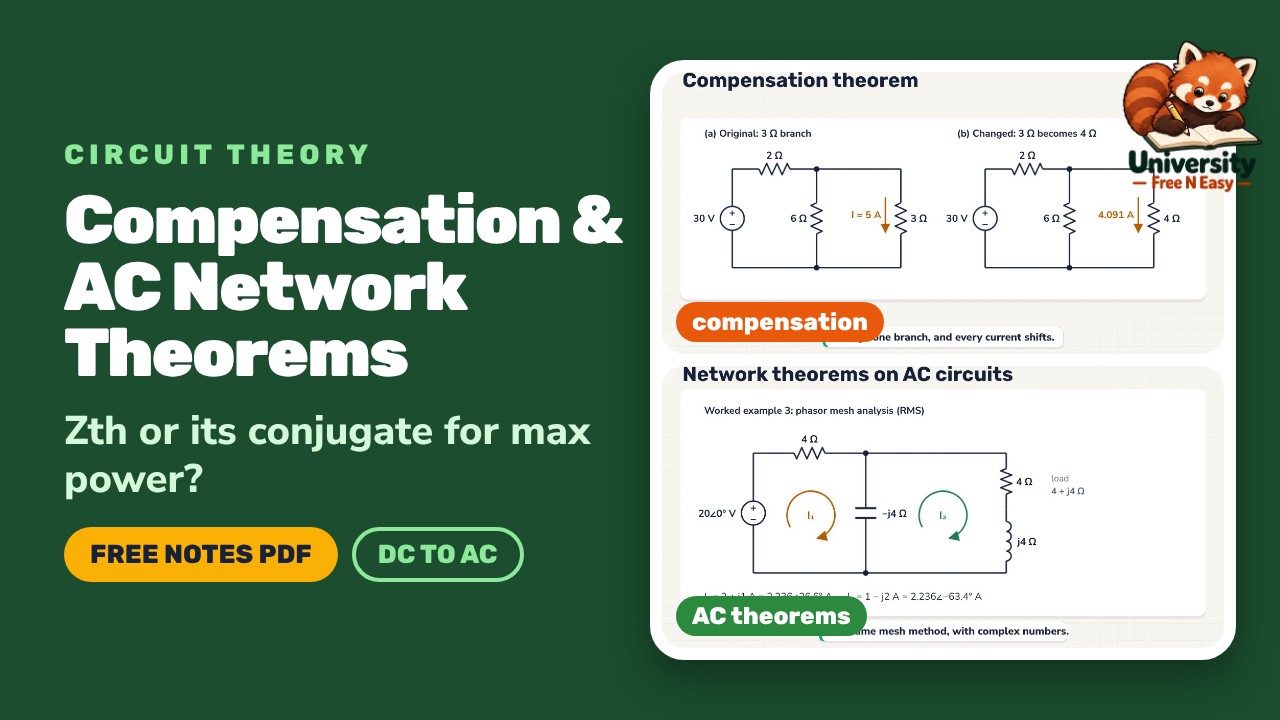 CIRCUIT THEORY
Compensation &
AC Network
Theorems
Zth or its conjugate for max
power?
FREE NOTES PDF
DC TO AC
Compensation theorem
(a) Original: 3 Ω branch
2 Ω
30 V
6 Ω
I = 5 A
3 Ω
(b) Changed: 3 Ω becomes 4 Ω
2 Ω
30 V
6 Ω
4.091 A
4 Ω
compensation
one branch, and every current shifts.
Network theorems on AC circuits
Worked example 3: phasor mesh analysis (RMS)
4 Ω
20∠0° V
I₁
−j4 Ω
I₂
4 Ω
j4 Ω
load
4 + j4 Ω
= 1 − j2 A = 2.236∠−63.4° A
AC theorems
mesh method, with complex numbers.
University
Free N Easy